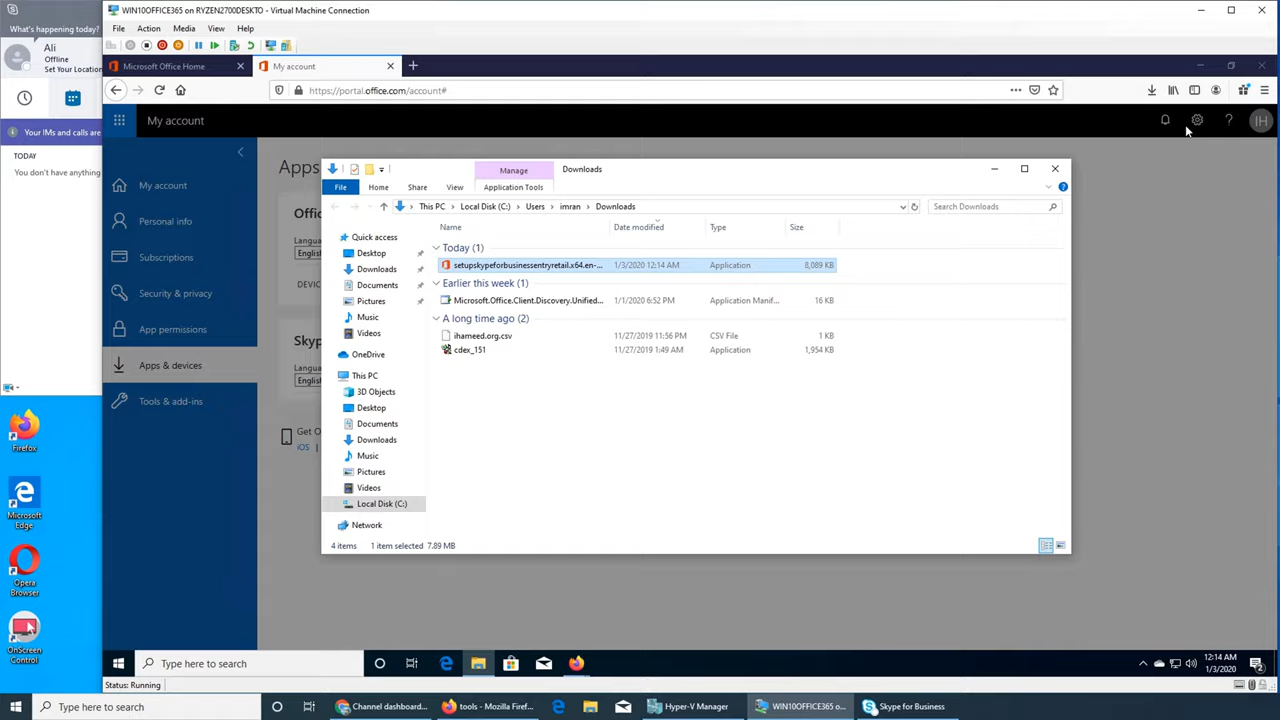 WIN10OFFICE365 on RYZEN2700DESKTO - Virtual Machine Connection
What's happening today?
File Action Media View Help
Ali
Offline
Set Your Location
Microsoft Office Home
My account
https://portal.office.com/account#
Your IMs and calls are
TODAY
You don't have anything
My account
IH
My account
Personal info
Subscriptions
Security & privacy
App permissions
Apps & devices
Tools & add-ins
Apps
Offic
Langua
English
DEVIC
Skyp
Langua
English
Get O
iOS |
Manage
Downloads
File Home Share View Application Tools
This PC > Local Disk (C:) > Users > imran > Downloads
Search Downloads
Name Date modified Type Size
Quick access
Desktop
Downloads
Documents
Pictures
Music
Videos
OneDrive
This PC
3D Objects
Desktop
Documents
Downloads
Music
Pictures
Videos
Local Disk (C:)
Network
Today (1)
setupskypeforbusinessentryretail.x64.en-... 1/3/2020 12:14 AM Application 8,089 KB
Earlier this week (1)
Microsoft.Office.Client.Discovery.Unified... 1/1/2020 6:52 PM Application Manif... 16 KB
A long time ago (2)
ihameed.org.csv 11/27/2019 11:56 PM CSV File 1 KB
cdex_151 11/27/2019 1:49 AM Application 1,954 KB
4 items 1 item selected 7.89 MB
Firefox
Microsoft
Edge
Opera
Browser
OnScreen
Control
Type here to search
12:14 AM
1/3/2020
2
Status: Running
Type here to search
Channel dashboard...
tools - Mozilla Firef...
Hyper-V Manager
WIN10OFFICE365 o...
Skype for Business